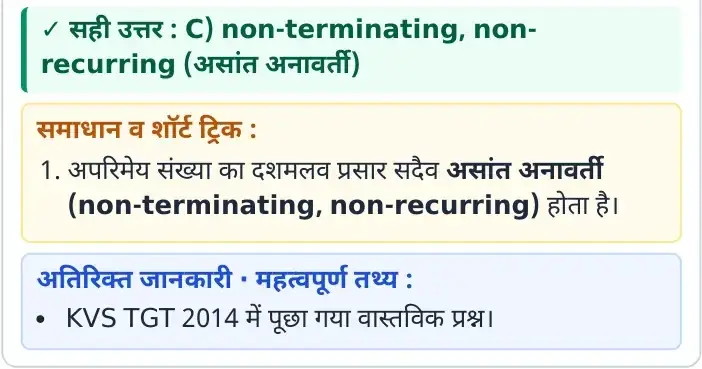 ✓ सही उत्तर : C) non-terminating, non-
recurring (असांत अनावर्ती)
समाधान व शॉर्ट ट्रिक :
1. अपरिमेय संख्या का दशमलव प्रसार सदैव असांत अनावर्ती
(non-terminating, non-recurring) होता है।
अतिरिक्त जानकारी · महत्वपूर्ण तथ्य :
• KVS TGT 2014 में पूछा गया वास्तविक प्रश्न।